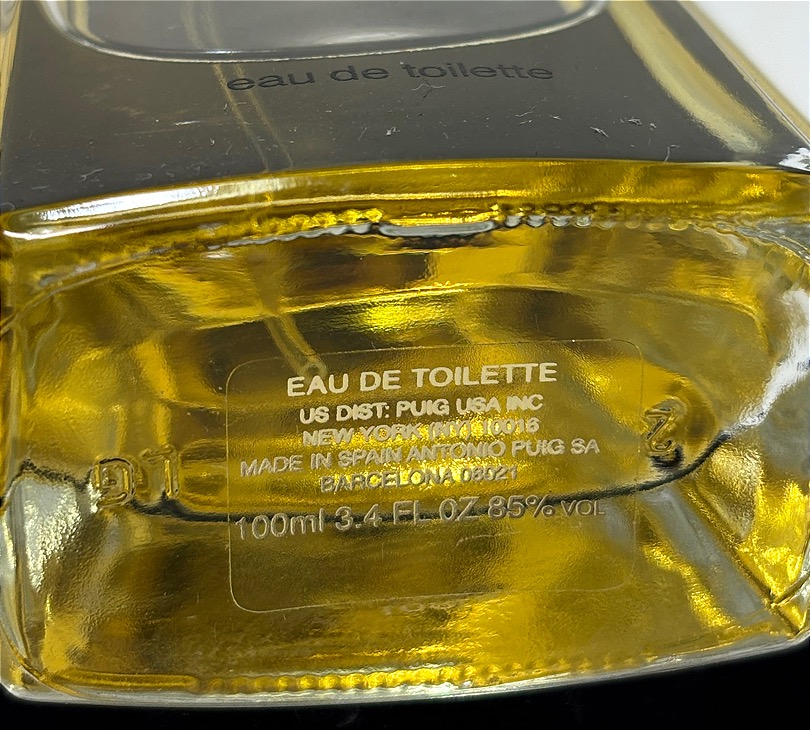 eau de toilette
EAU DE TOILETTE
US DIST: PUIG USA INC
NEW YORK (NY) 10016
MADE IN SPAIN ANTONIO PUIG SA
BARCELONA 08021
100ml 3.4 FL 0Z 85% VOL